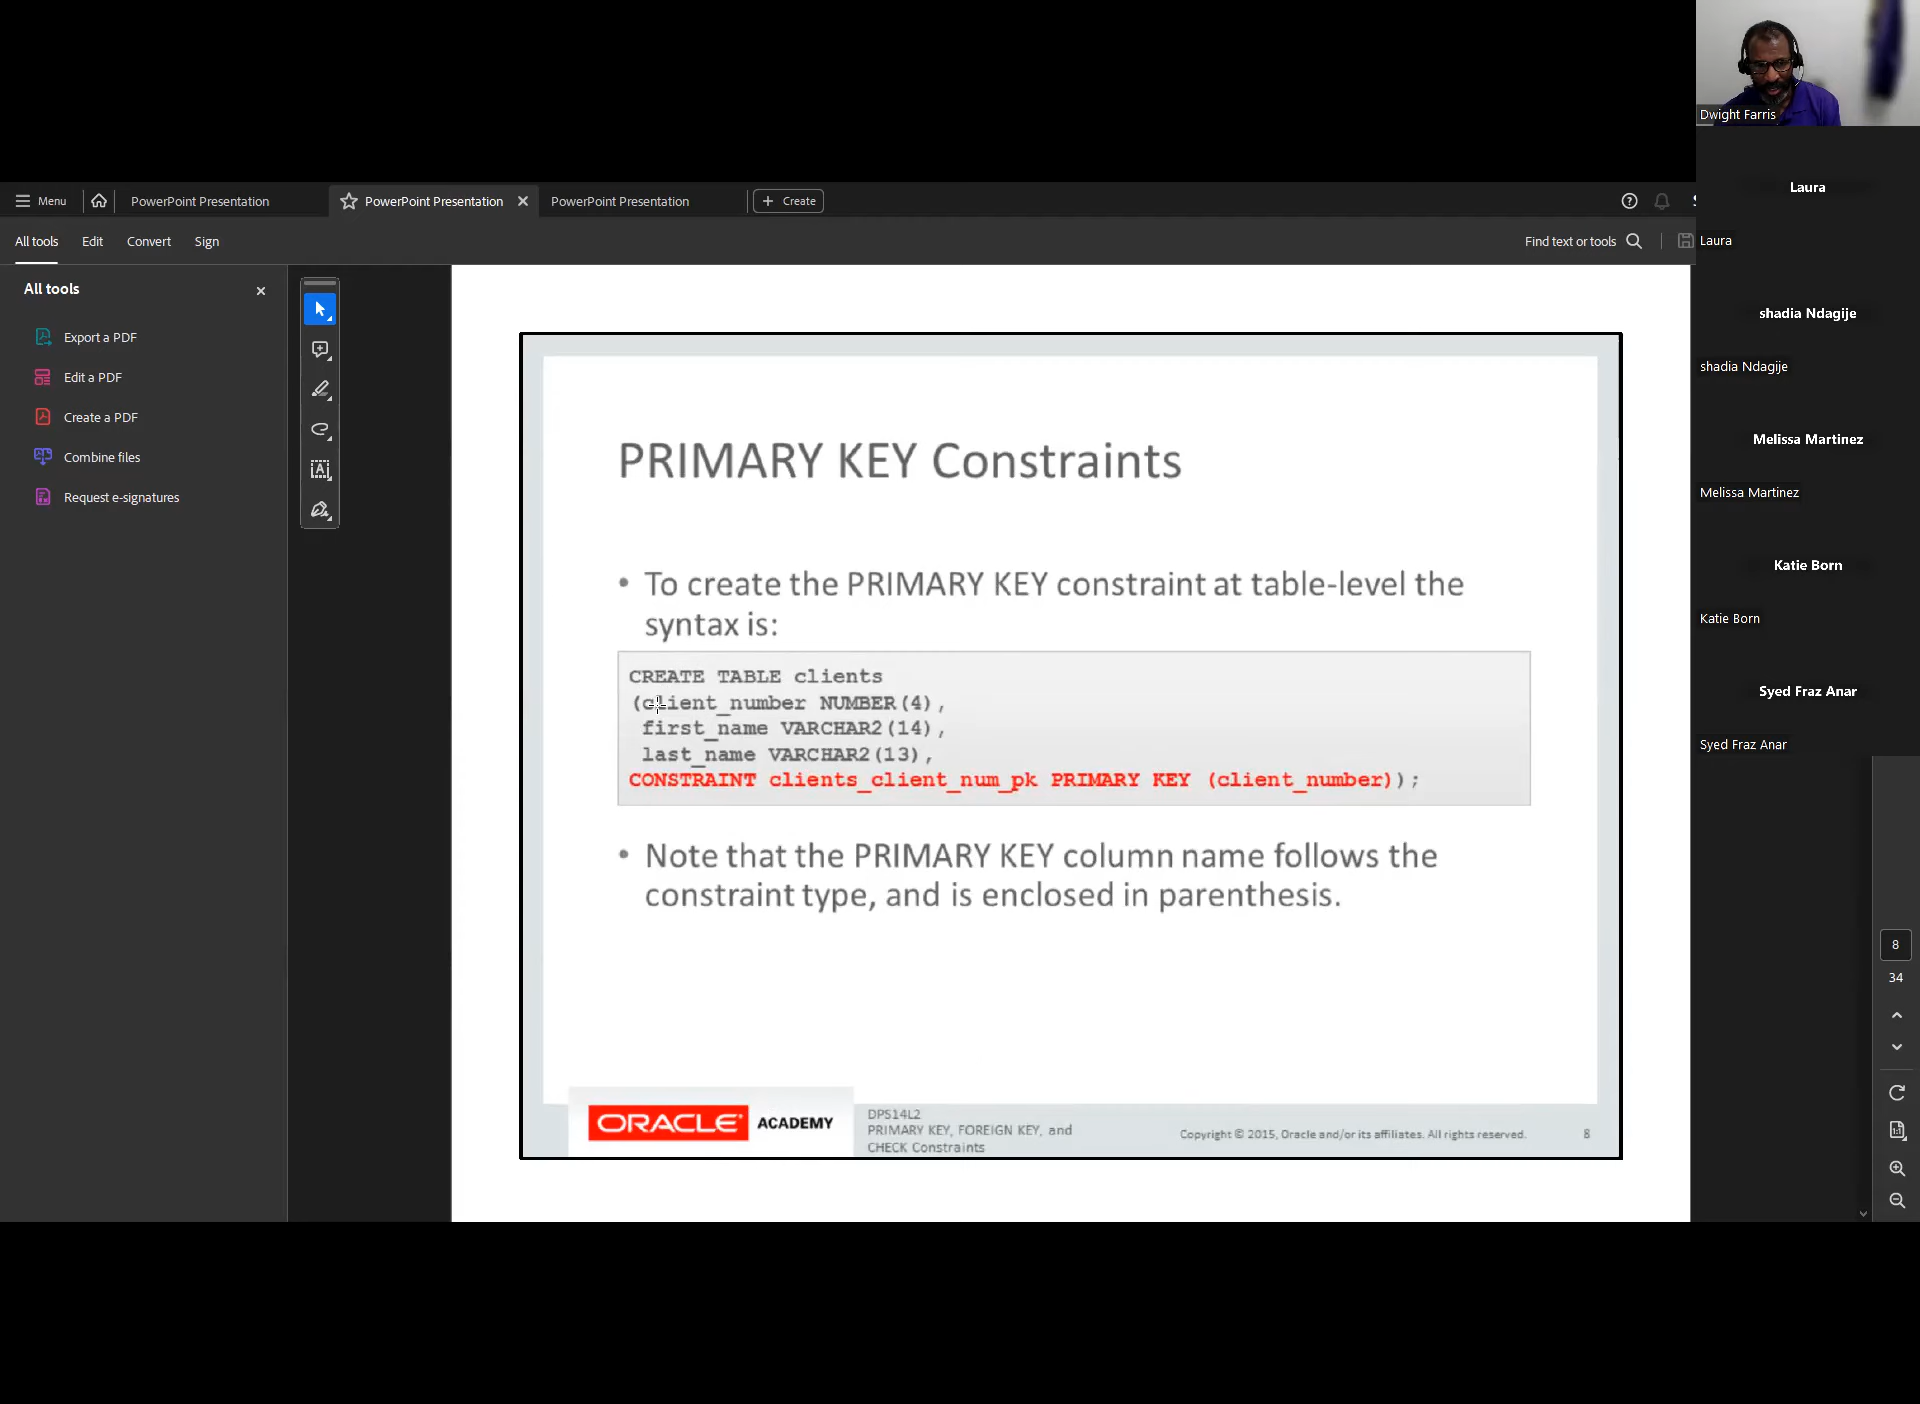 Dwight Farris
Laura
Laura
shadia Ndagije
shadia Ndagije
Melissa Martinez
Melissa Martinez
Katie Born
Katie Born
Syed Fraz Anar
Syed Fraz Anar
Menu
PowerPoint Presentation
PowerPoint Presentation
PowerPoint Presentation
Create
All tools Edit Convert Sign
Find text or tools
All tools
Export a PDF
Edit a PDF
Create a PDF
Combine files
Request e-signatures
PRIMARY KEY Constraints
• To create the PRIMARY KEY constraint at table-level the
syntax is:
CREATE TABLE clients
(client_number NUMBER(4),
first_name VARCHAR2(14),
last_name VARCHAR2(13),
CONSTRAINT clients_client_num_pk PRIMARY KEY (client_number));
• Note that the PRIMARY KEY column name follows the
constraint type, and is enclosed in parenthesis.
ORACLE ACADEMY
DPS14L2
PRIMARY KEY, FOREIGN KEY, and
CHECK Constraints
Copyright © 2015, Oracle and/or its affiliates. All rights reserved.
8
8
34